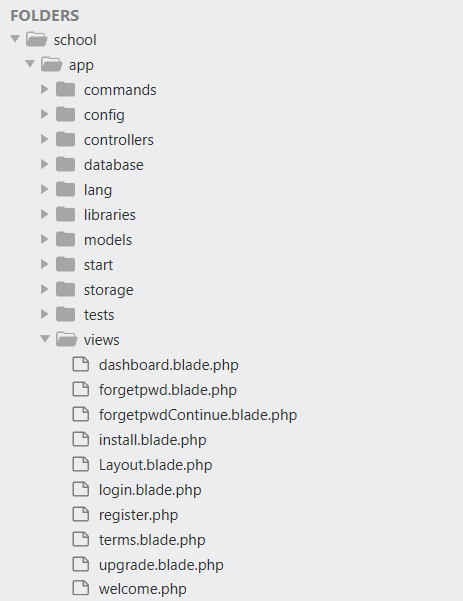 FOLDERS
school
app
commands
config
controllers
database
lang
libraries
models
start
storage
tests
views
dashboard.blade.php
forgetpwd.blade.php
forgetpwdContinue.blade.php
install.blade.php
Layout.blade.php
login.blade.php
register.php
terms.blade.php
upgrade.blade.php
welcome.php